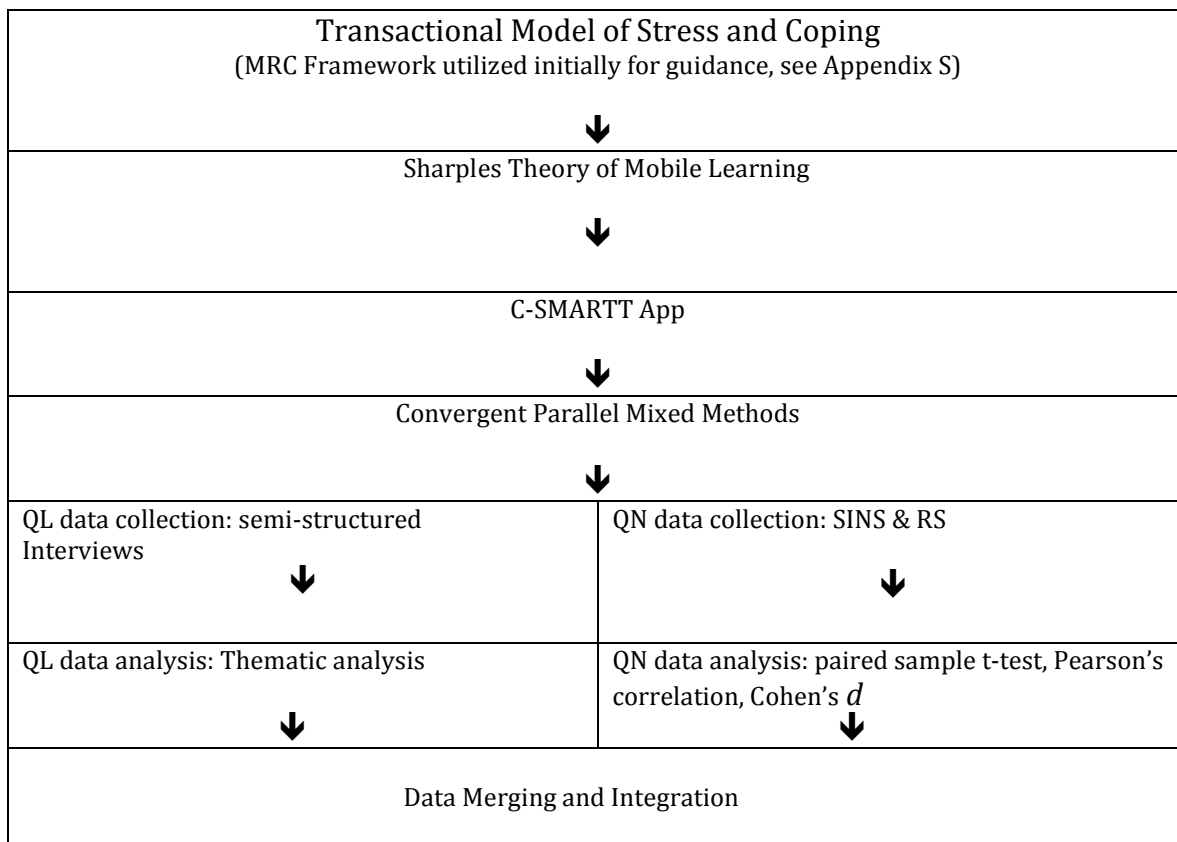 Transactional Model of Stress and Coping
(MRC Framework utilized initially for guidance, see Appendix S)
Sharples Theory of Mobile Learning
C-SMARTT App
Convergent Parallel Mixed Methods
QL data collection: semi-structured
Interviews
QN data collection: SINS & RS
QL data analysis: Thematic analysis
QN data analysis: paired sample t-test, Pearson’s
correlation, Cohen’s d
Data Merging and Integration